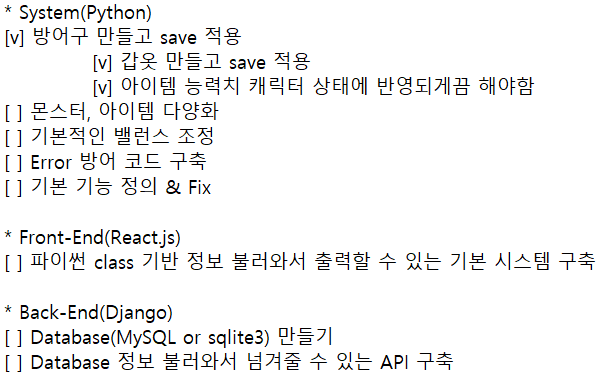 * System(Python)
[v] 방어구 만들고 save 적용
[v] 갑옷 만들고 save 적용
[v] 아이템 능력치 캐릭터 상태에 반영되게끔 해야함
[ ] 몬스터, 아이템 다양화
[ ] 기본적인 밸런스 조정
[ ] Error 방어 코드 구축
[ ] 기본 기능 정의 & Fix
* Front-End(React.js)
[ ] 파이썬 class 기반 정보 불러와서 출력할 수 있는 기본 시스템 구축
* Back-End(Django)
[ ] Database(MySQL or sqlite3) 만들기
[ ] Database 정보 불러와서 넘겨줄 수 있는 API 구축